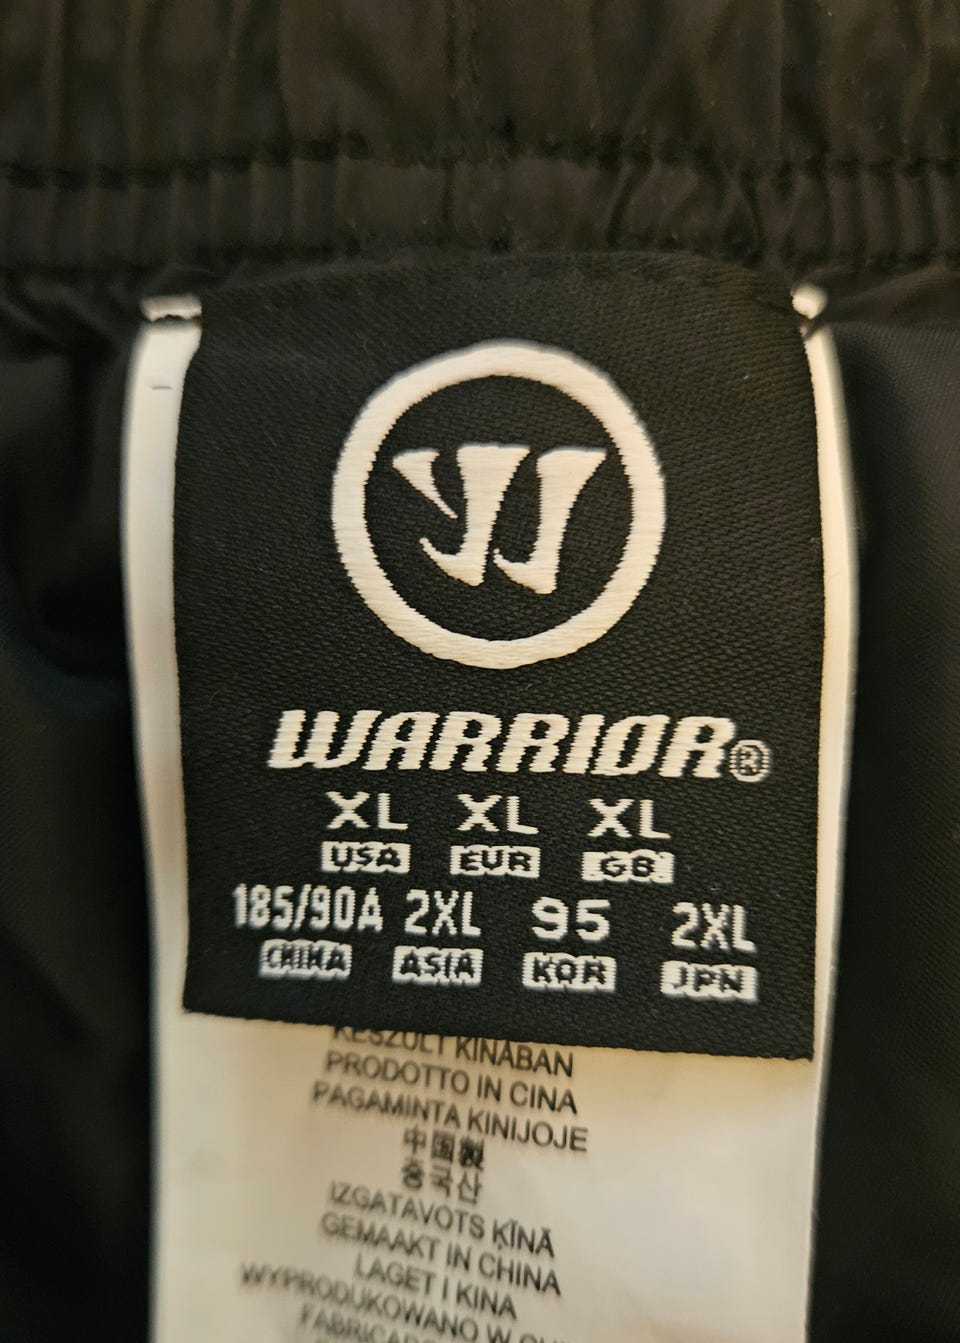 W
WARRIOR®
XL XL XL
USA EUR GB
185/90A 2XL 95 2XL
CHINA ASIA KOR JPN
KÉSZÜLT KÍNÁBAN
PRODOTTO IN CINA
PAGAMINTA KINIJOJE
中国製
중국산
IZGATAVOTS ĶĪNĀ
GEMAAKT IN CHINA
LAGET I KINA
WYPRODUKOWANO W